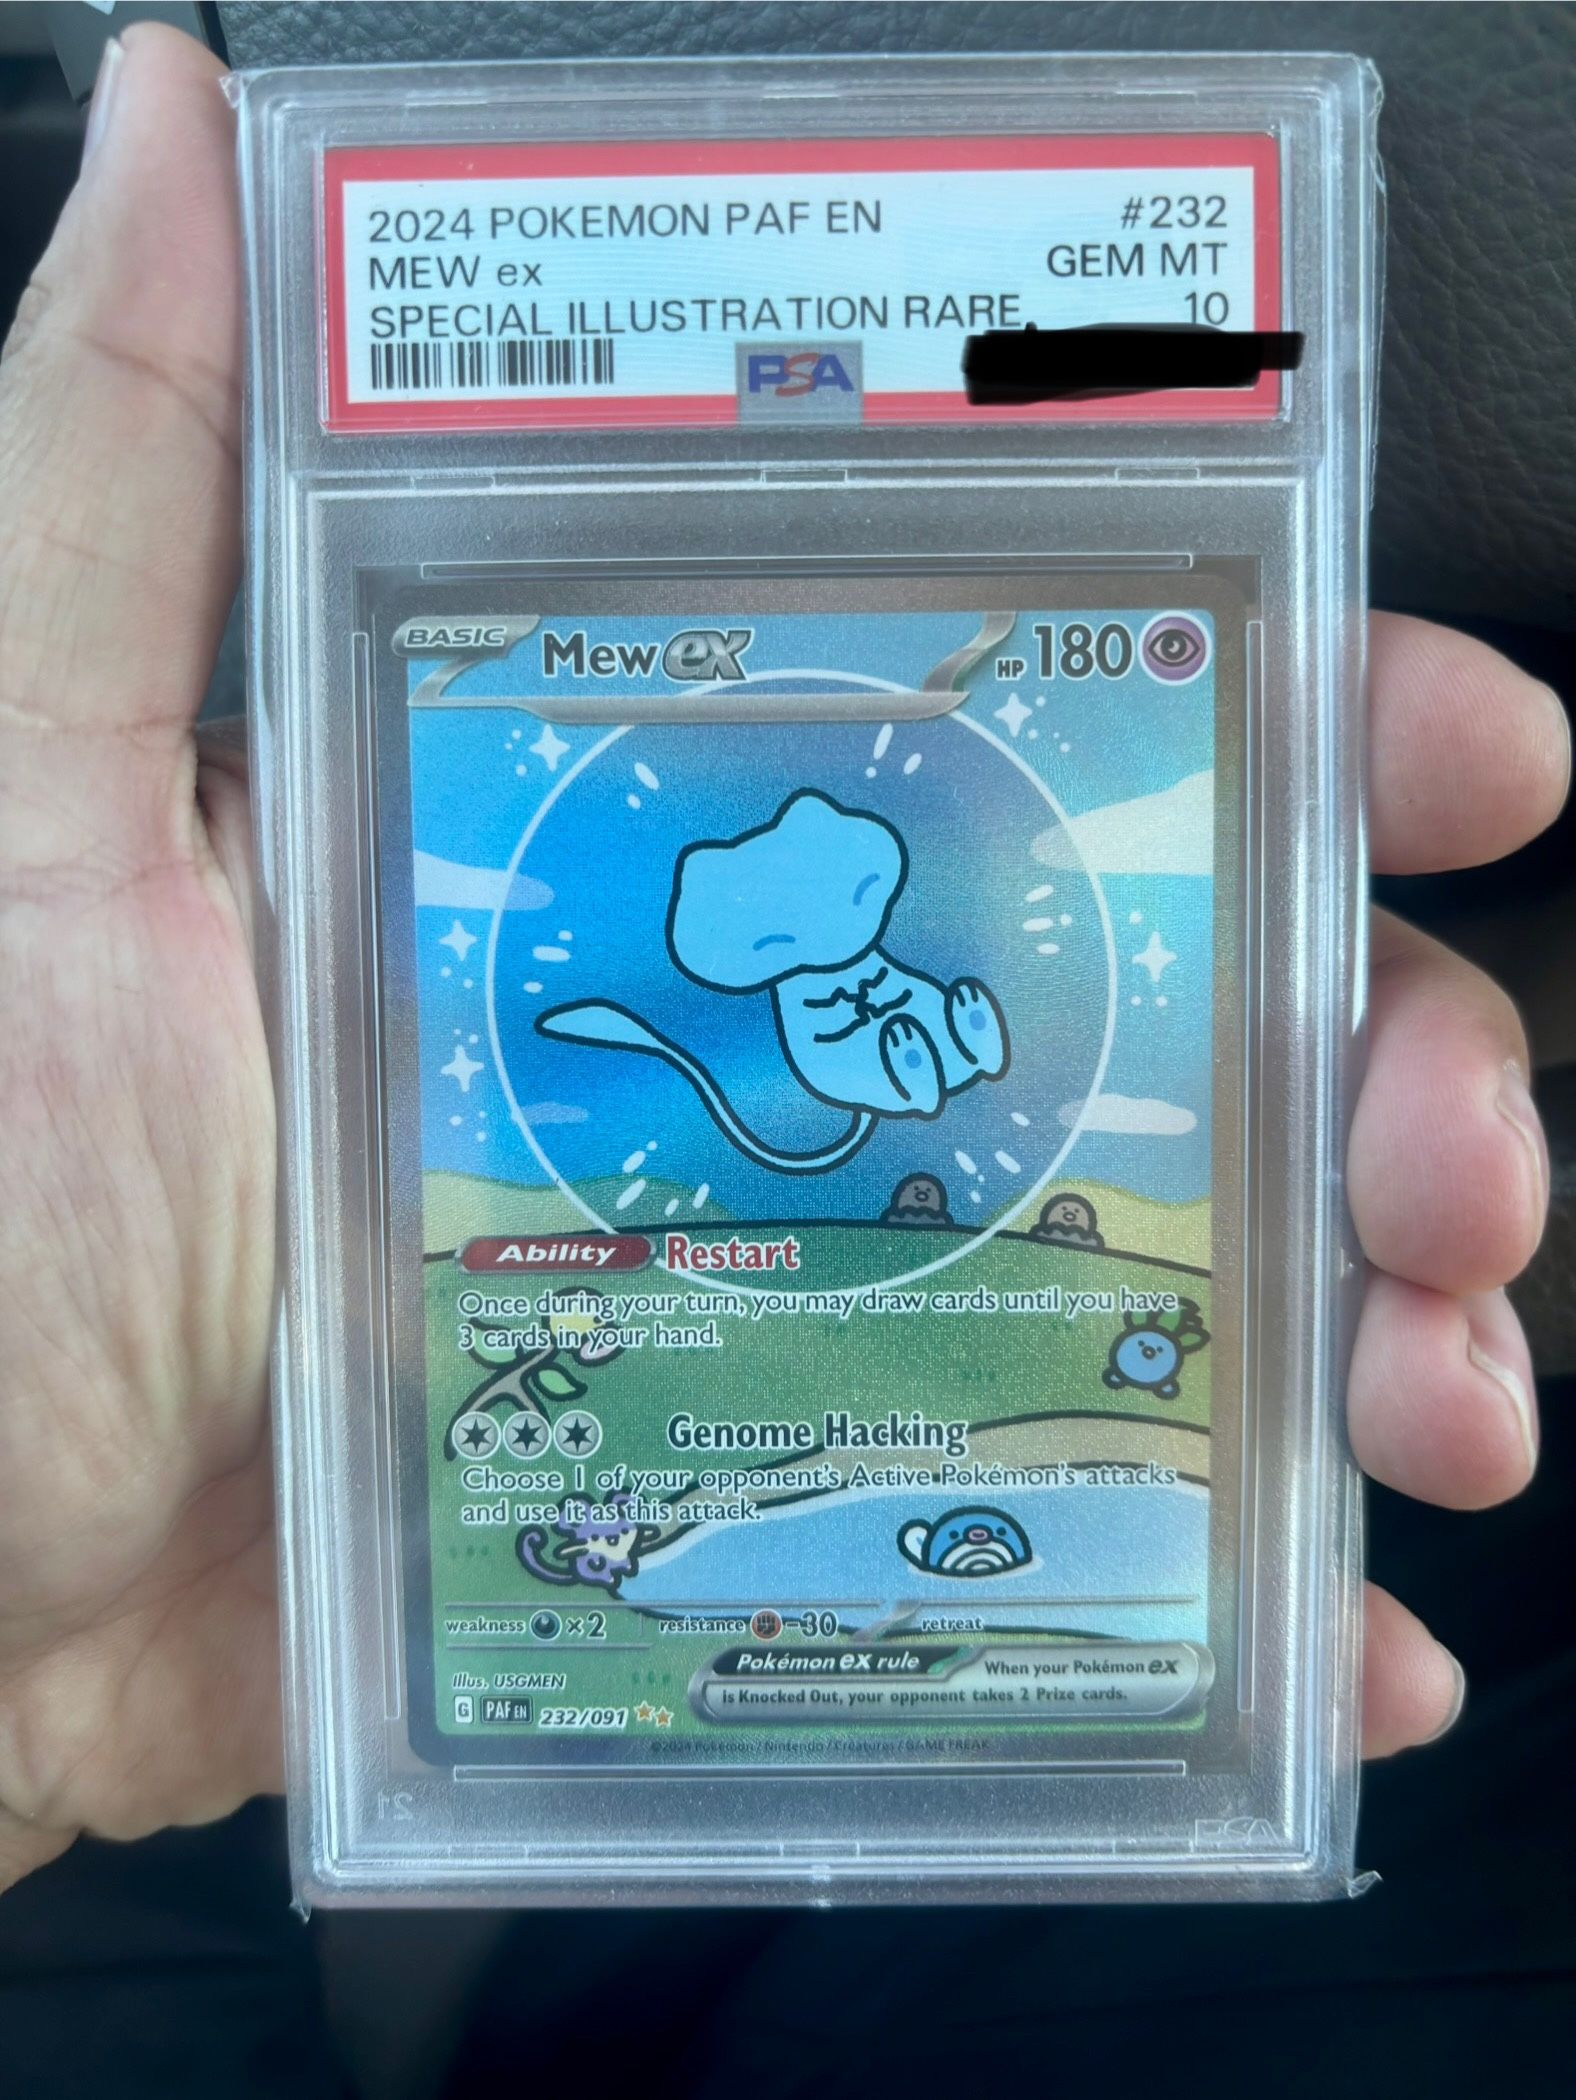 2024 POKEMON PAF EN #232
MEW ex GEM MT
SPECIAL ILLUSTRATION RARE 10
PSA
BASIC Mew ex HP 180
Ability Restart
Once during your turn, you may draw cards until you have
3 cards in your hand.
Genome Hacking
Choose 1 of your opponent's Active Pokémon's attacks
and use it as this attack.
weakness ×2 resistance -30 retreat
Pokémon ex rule When your Pokémon ex
is Knocked Out, your opponent takes 2 Prize cards.
Illus. USGMEN
G PAF EN 232/091
©2024 Pokémon / Nintendo / Creatures / GAME FREAK
PSA